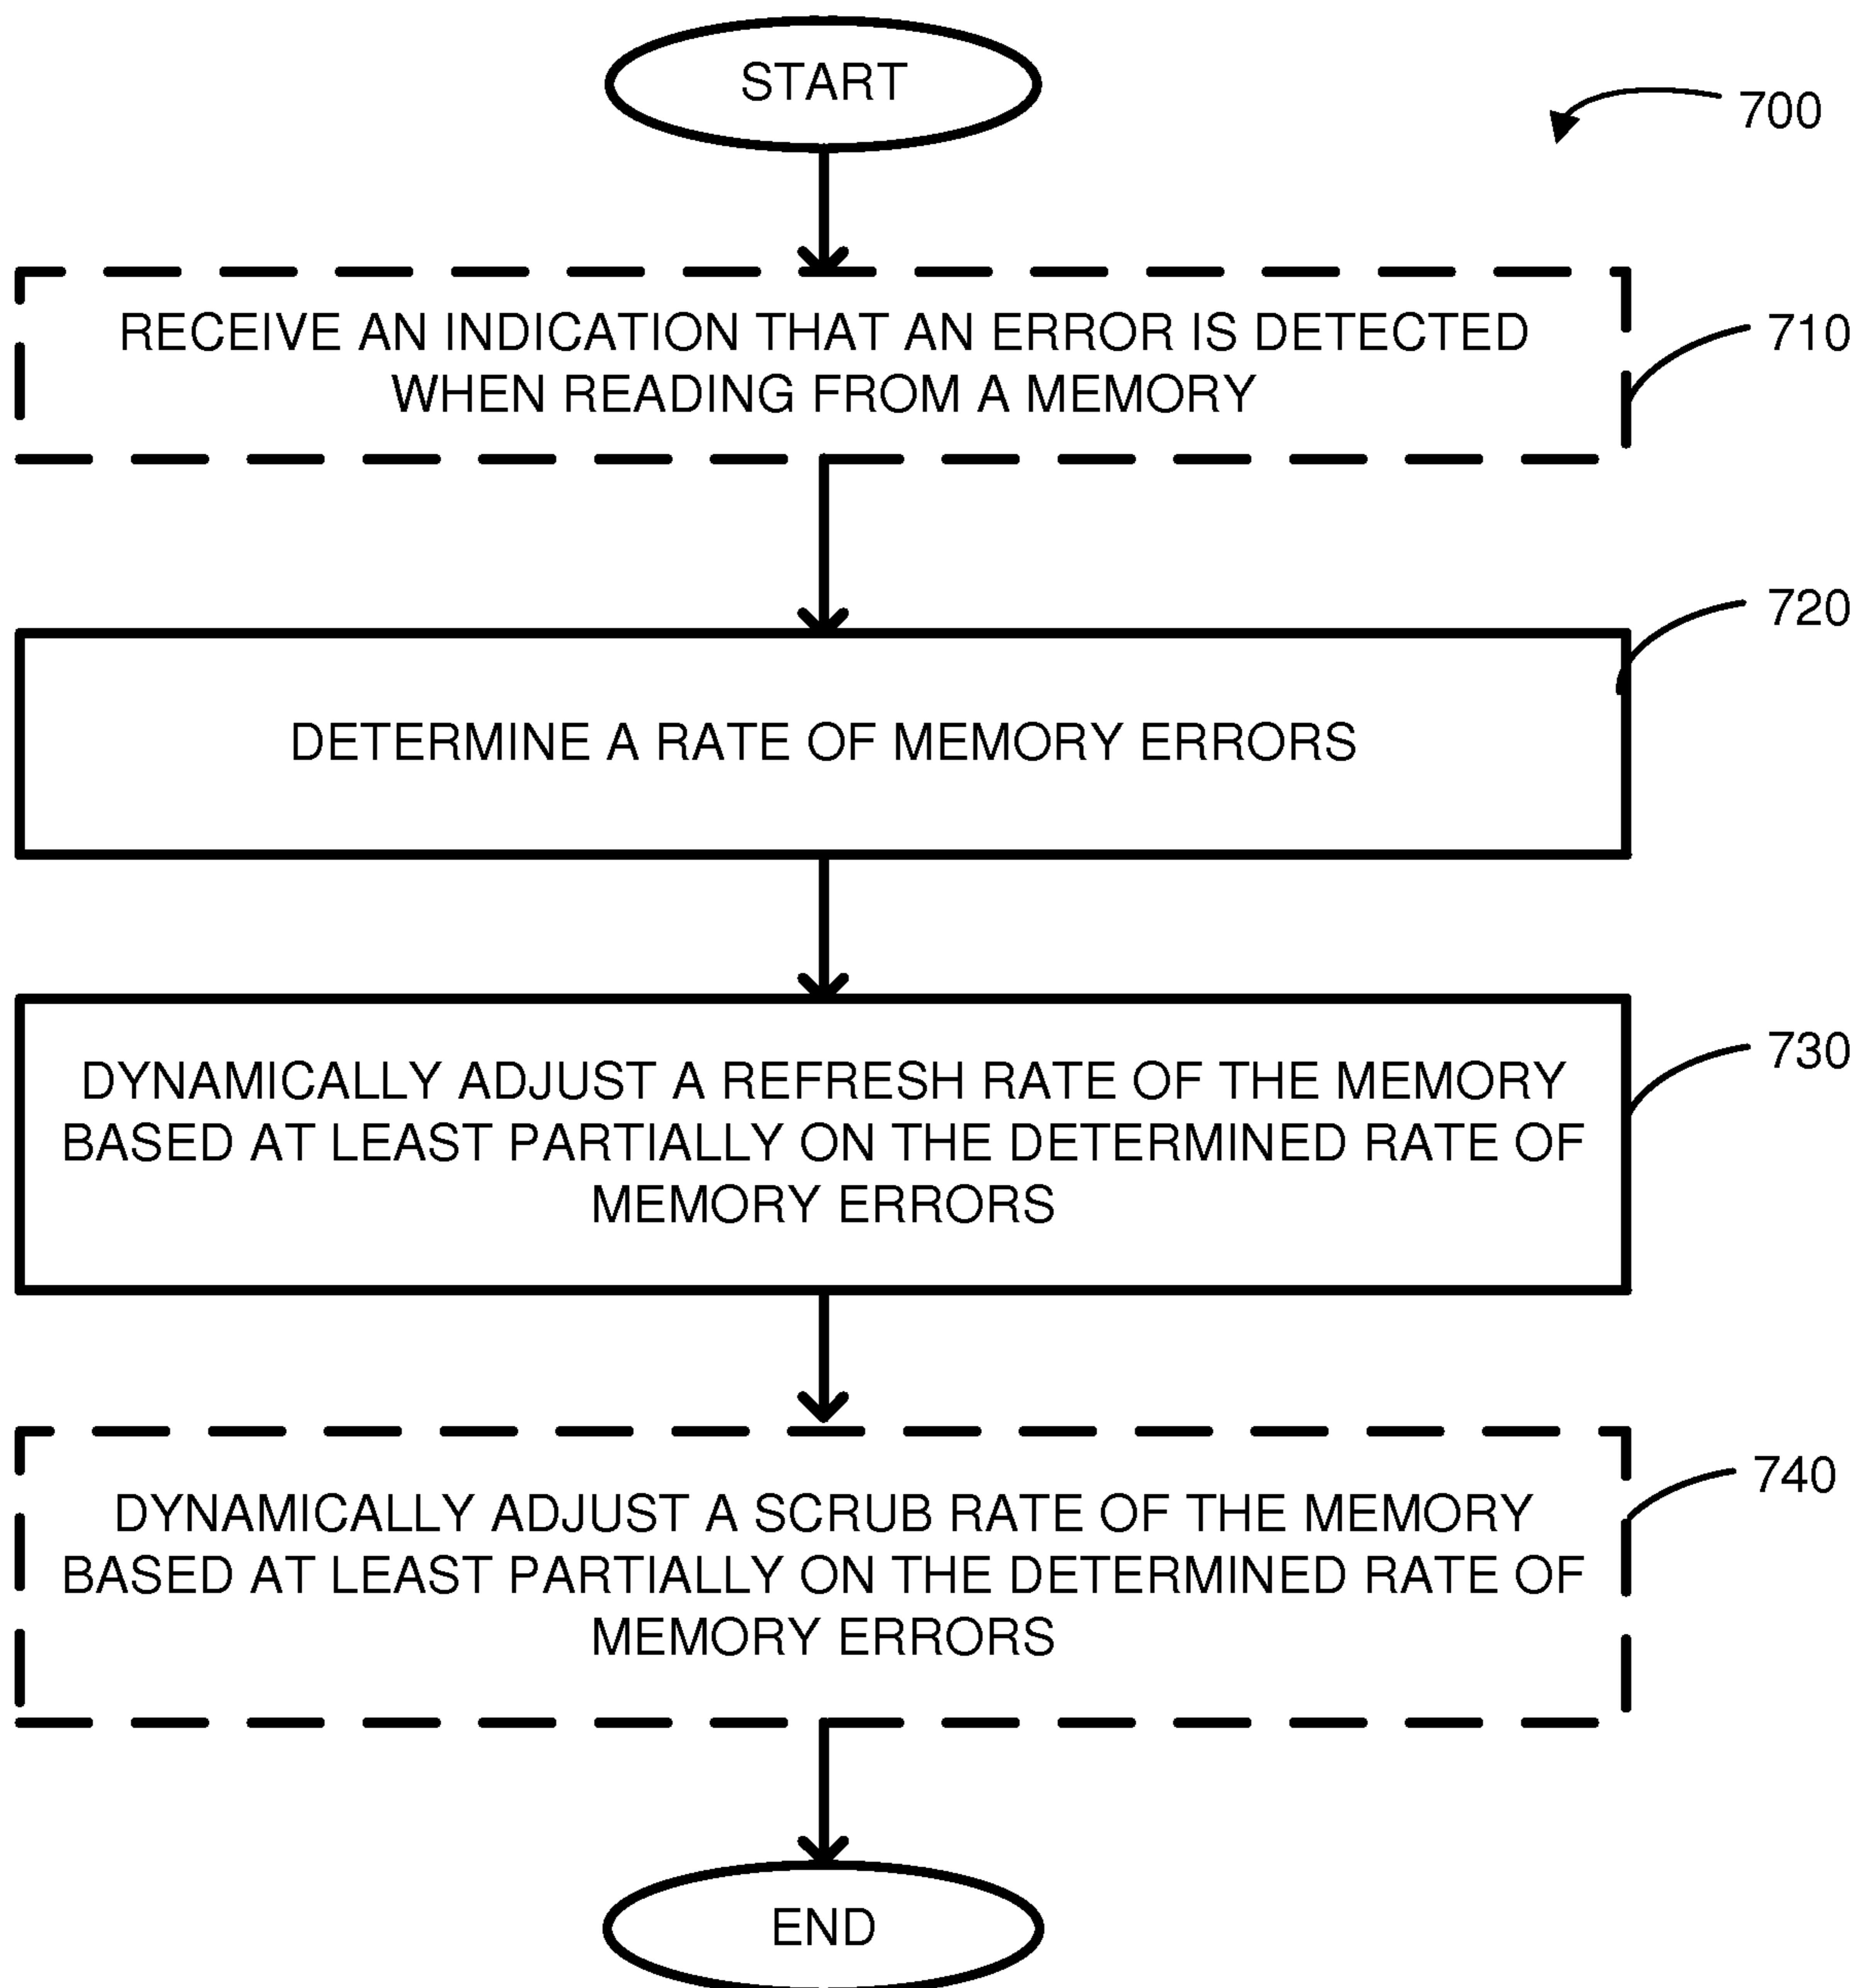 START
700
RECEIVE AN INDICATION THAT AN ERROR IS DETECTED
WHEN READING FROM A MEMORY
710
720
DETERMINE A RATE OF MEMORY ERRORS
DYNAMICALLY ADJUST A REFRESH RATE OF THE MEMORY
BASED AT LEAST PARTIALLY ON THE DETERMINED RATE OF
MEMORY ERRORS
730
DYNAMICALLY ADJUST A SCRUB RATE OF THE MEMORY
BASED AT LEAST PARTIALLY ON THE DETERMINED RATE OF
MEMORY ERRORS
740
END